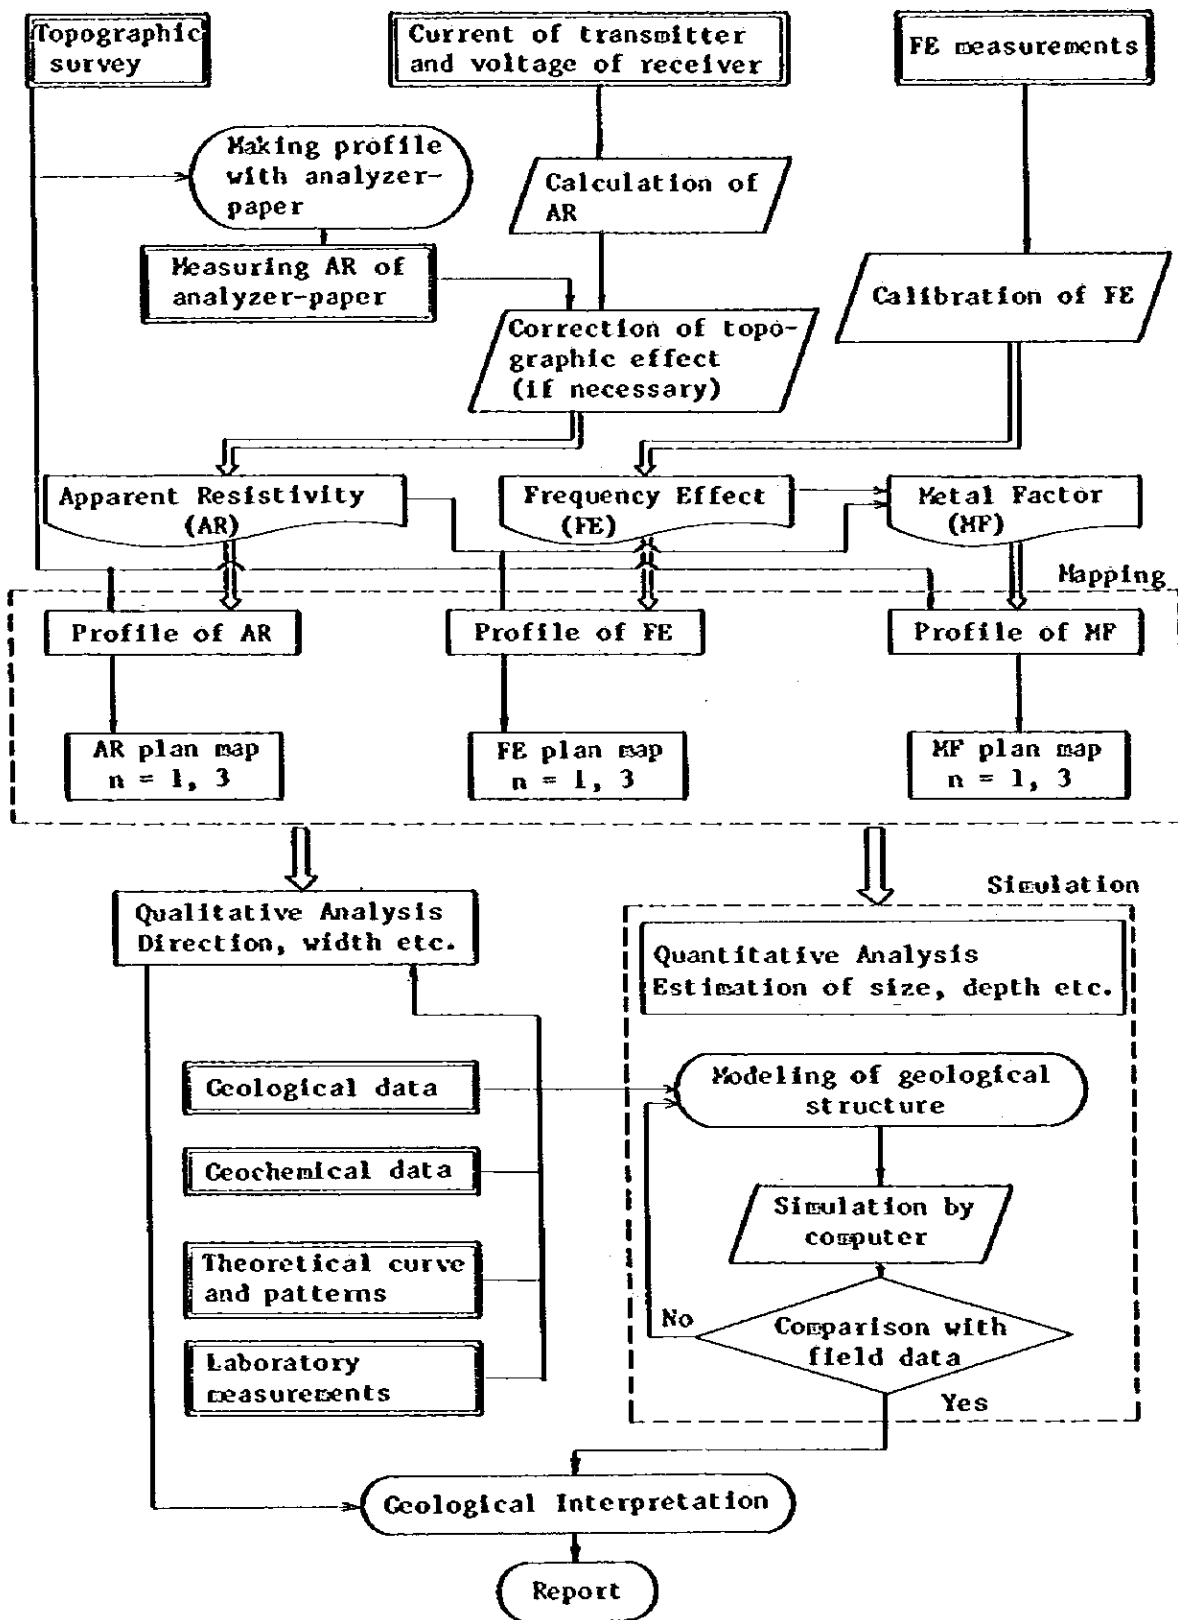 Topographic
survey
Current of transmitter
and voltage of receiver
FE measurements
Making profile
with analyzer-
paper
Calculation of
AR
Measuring AR of
analyzer-paper
Calibration of FE
Correction of topo-
graphic effect
(if necessary)
Apparent Resistivity
(AR)
Frequency Effect
(FE)
Metal Factor
(MF)
Mapping
Profile of AR
Profile of FE
Profile of MF
AR plan map
n = 1, 3
FE plan map
n = 1, 3
MF plan map
n = 1, 3
Qualitative Analysis
Direction, width etc.
Simulation
Quantitative Analysis
Estimation of size, depth etc.
Geological data
Modeling of geological
structure
Geochemical data
Simulation by
computer
Theoretical curve
and patterns
No
Comparison with
field data
Laboratory
measurements
Yes
Geological Interpretation
Report